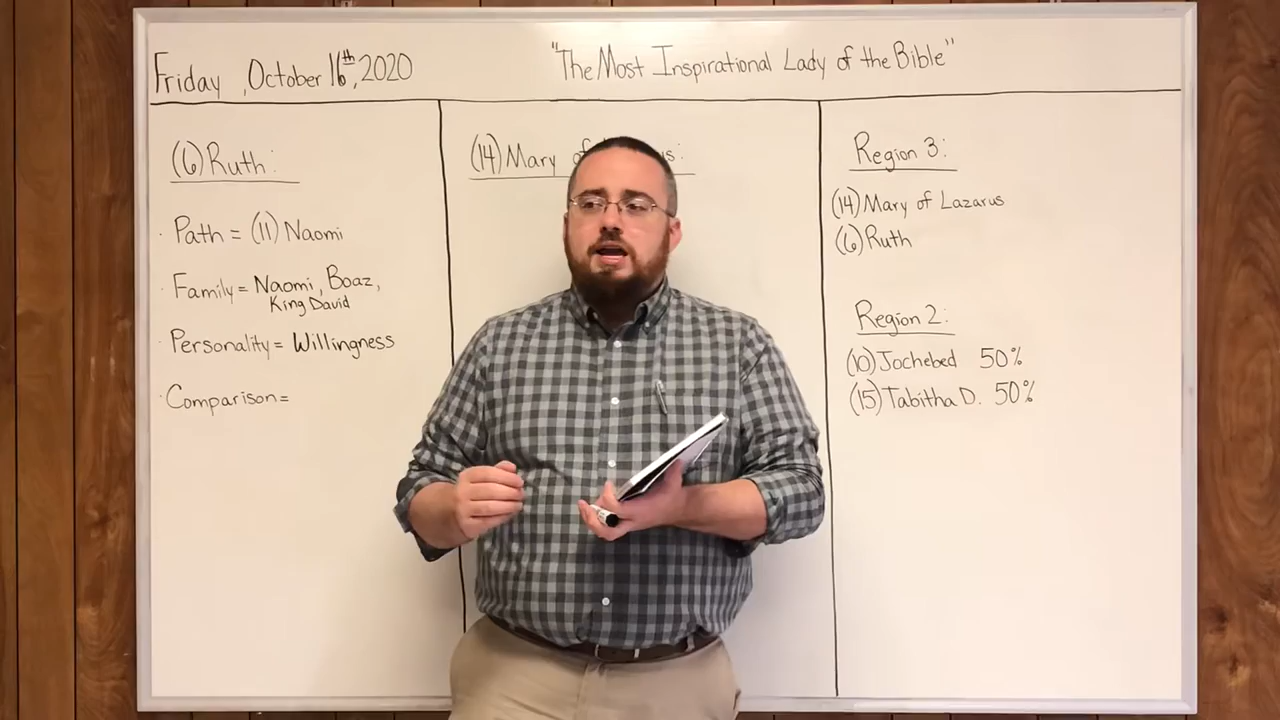 Friday, October 16th, 2020
"The Most Inspirational Lady of the Bible"
(6) Ruth:
· Path = (11) Naomi
· Family = Naomi, Boaz,
King David
· Personality = Willingness
· Comparison =
(14) Mary of
Region 3:
(14) Mary of Lazarus
(6) Ruth
Region 2:
(10) Jochebed 50%
(15) Tabitha D. 50%